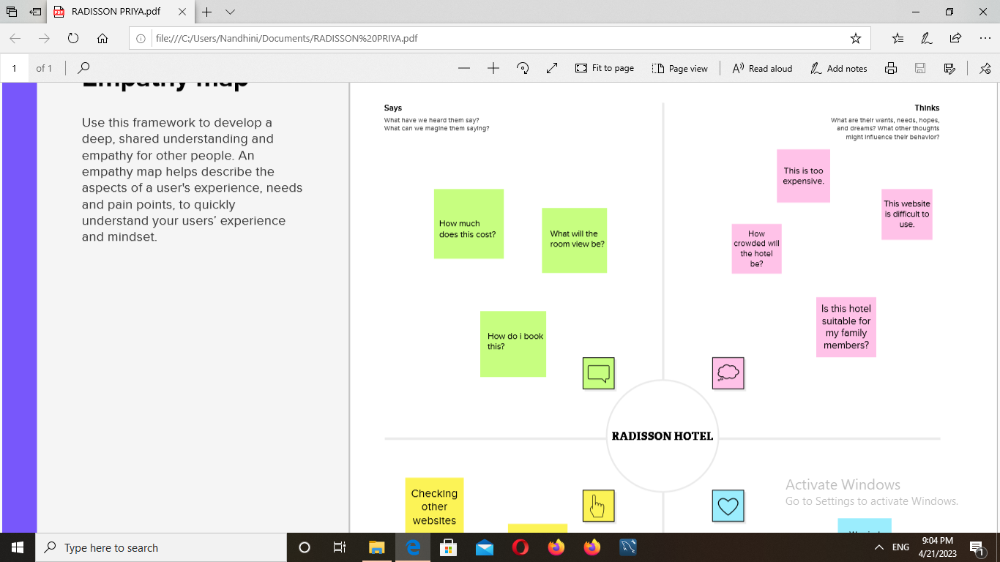 RADISSON PRIYA.pdf
file:///C:/Users/Nandhini/Documents/RADISSON%20PRIYA.pdf
1 of 1
Fit to page
Page view
Read aloud
Add notes
Empathy map
Use this framework to develop a
deep, shared understanding and
empathy for other people. An
empathy map helps describe the
aspects of a user's experience, needs
and pain points, to quickly
understand your users’ experience
and mindset.
Says
What have we heard them say?
What can we magine them saying?
Thinks
What are their wants, needs, hopes,
and dreams? What other thoughts
might influence their behavior?
How much
does this cost?
What will the
room view be?
How do i book
this?
This is too
expensive.
This website
is difficult to
use.
How
crowded will
the hotel
be?
Is this hotel
suitable for
my family
members?
RADISSON HOTEL
Checking
other
websites
Activate Windows
Go to Settings to activate Windows.
Type here to search
ENG
9:04 PM
4/21/2023
1